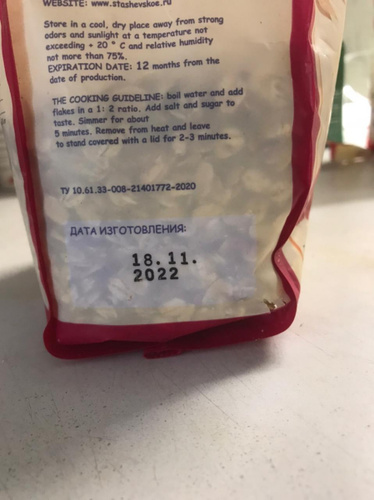 WEBSITE: www.stashevskoe.ru
Store in a cool, dry place away from strong
odors and sunlight at a temperature not
exceeding + 20 ° C and relative humidity
not more than 75%.
EXPIRATION DATE: 12 months from the
date of production.
THE COOKING GUIDELINE: boil water and add
flakes in a 1: 2 ratio. Add salt and sugar to
taste. Simmer for about
5 minutes. Remove from heat and leave
to stand covered with a lid for 2-3 minutes.
ТУ 10.61.33-008-21401772-2020
ДАТА ИЗГОТОВЛЕНИЯ:
18.11.
2022